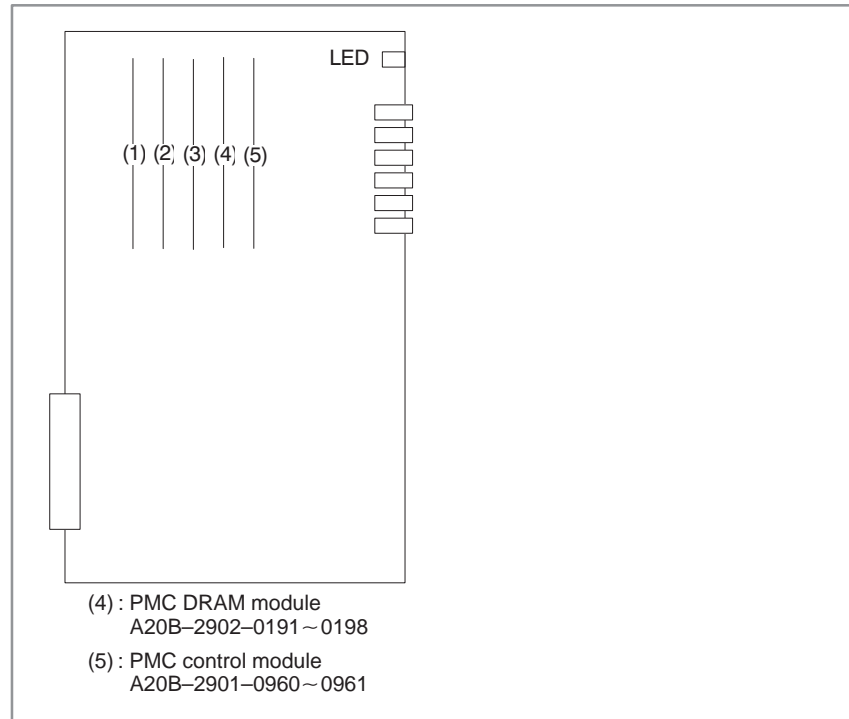 LED
(1) (2) (3) (4) (5)
(4) : PMC DRAM module
A20B–2902–0191~0198
(5) : PMC control module
A20B–2901–0960~0961